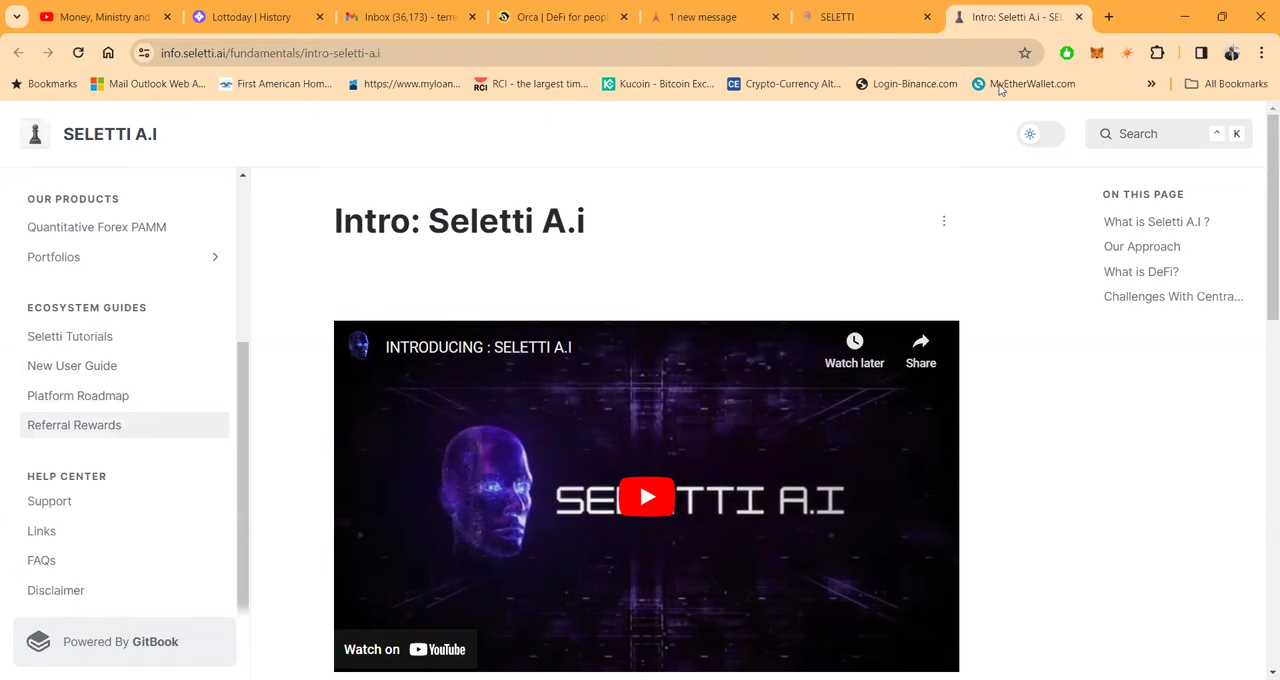 Money, Ministry and
Lottoday | History
Inbox (36,173) - terre
Orca | DeFi for peopl
1 new message
SELETTI
Intro: Seletti A.i - SEL
info.seletti.ai/fundamentals/intro-seletti-a.i
Bookmarks
Mail Outlook Web A...
First American Hom...
https://www.myloan...
RCI
RCI - the largest tim...
Kucoin - Bitcoin Exc...
CE
Crypto-Currency Alt...
Login-Binance.com
MyEtherWallet.com
»
All Bookmarks
SELETTI A.I
Search
^ K
OUR PRODUCTS
Quantitative Forex PAMM
Portfolios
ECOSYSTEM GUIDES
Seletti Tutorials
New User Guide
Platform Roadmap
Referral Rewards
HELP CENTER
Support
Links
FAQs
Disclaimer
Powered By GitBook
Intro: Seletti A.i
INTRODUCING : SELETTI A.I
Watch later
Share
SELETTI A.I
Watch on YouTube
ON THIS PAGE
What is Seletti A.I ?
Our Approach
What is DeFi?
Challenges With Centra...